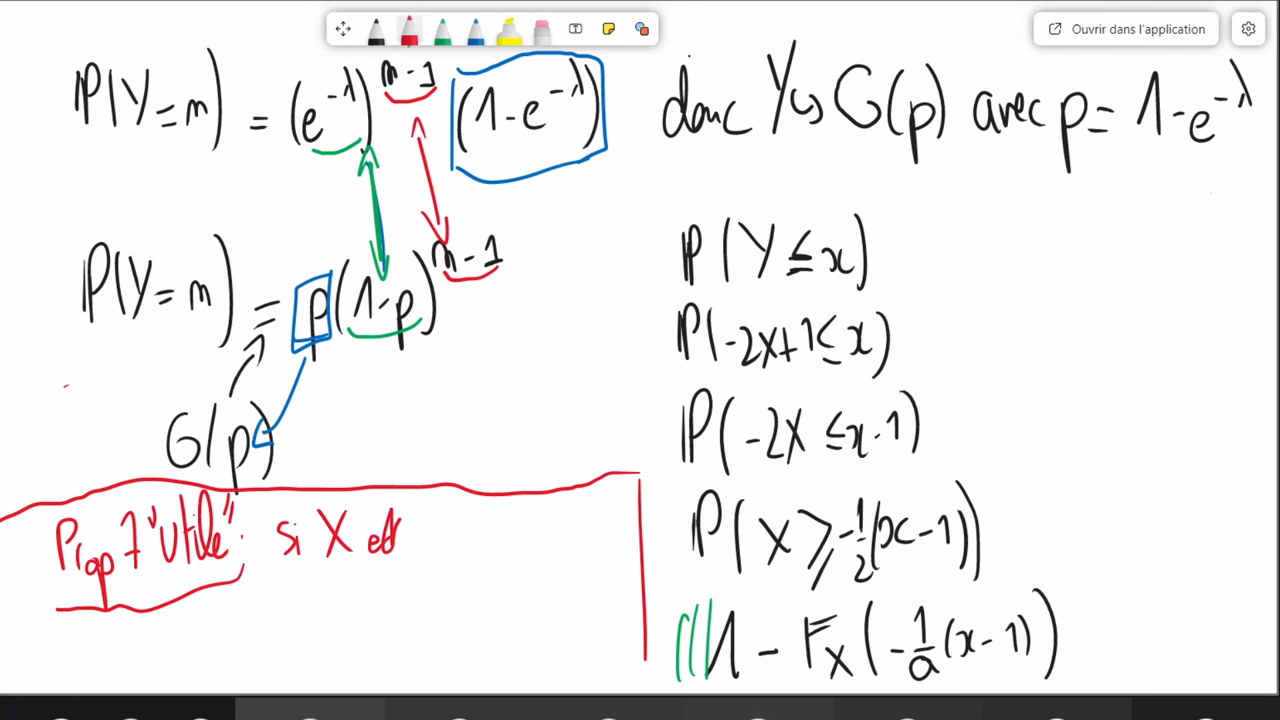 Ouvrir dans l'application
P(Y=n) = (e^-λ)^n-1 (1-e^-λ)
donc Y ↪ G(p) avec p = 1-e^-λ
P(Y=n) = p(1-p)^n-1
G(p)
Prop 7 "utile" : si X est
P(Y ≤ x)
P(-2X+1 ≤ x)
P(-2X ≤ x-1)
P(X ≥ -1/2(x-1))
1 - F_X(-1/a(x-1))